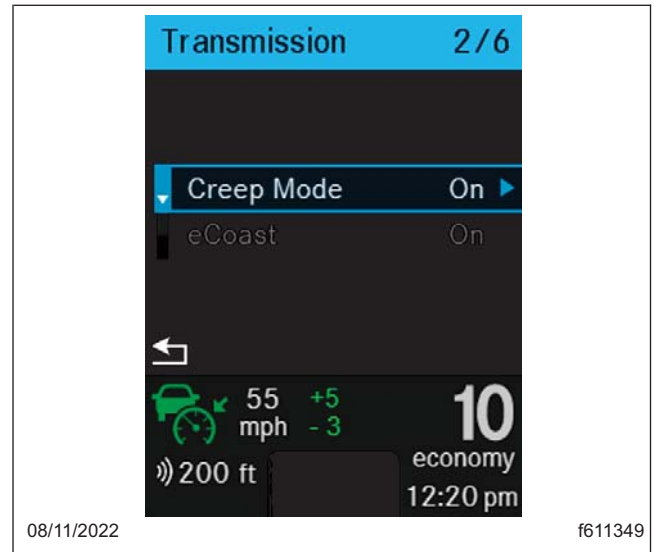 Transmission 2/6
Creep Mode On
eCoast On
55 +5
mph - 3
10
200 ft
economy
12:20 pm
08/11/2022 f611349